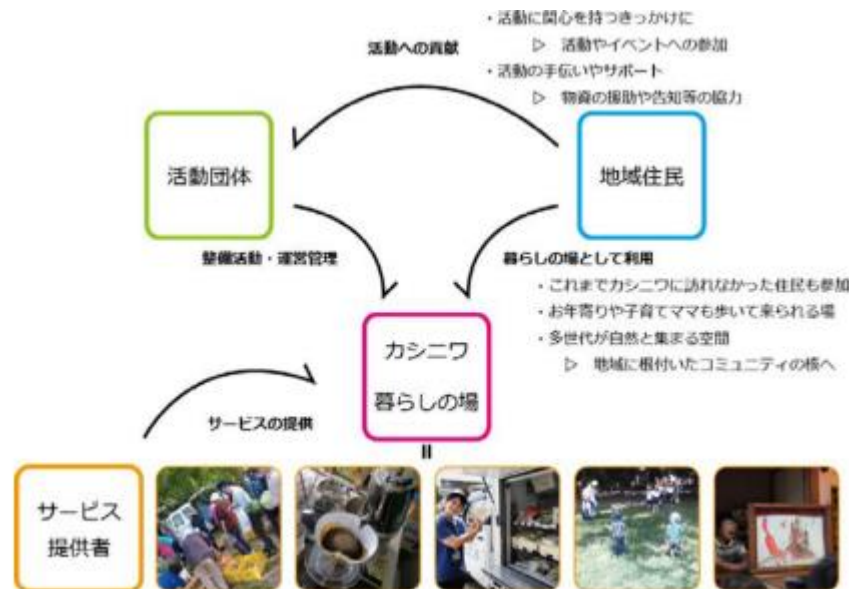 ・活動に関心を持つきっかけに
▷ 活動やイベントへの参加
活動への貢献
・活動の手伝いやサポート
▷ 物資の援助や告知等の協力
活動団体
地域住民
整備活動・運営管理
暮らしの場として利用
・これまでカシニワに訪れなかった住民も参加
・お年寄りや子育てママも歩いて来られる場
・多世代が自然と集まる空間
▷ 地域に根付いたコミュニティの核へ
カシニワ
暮らしの場
サービスの提供
=
サービス
提供者